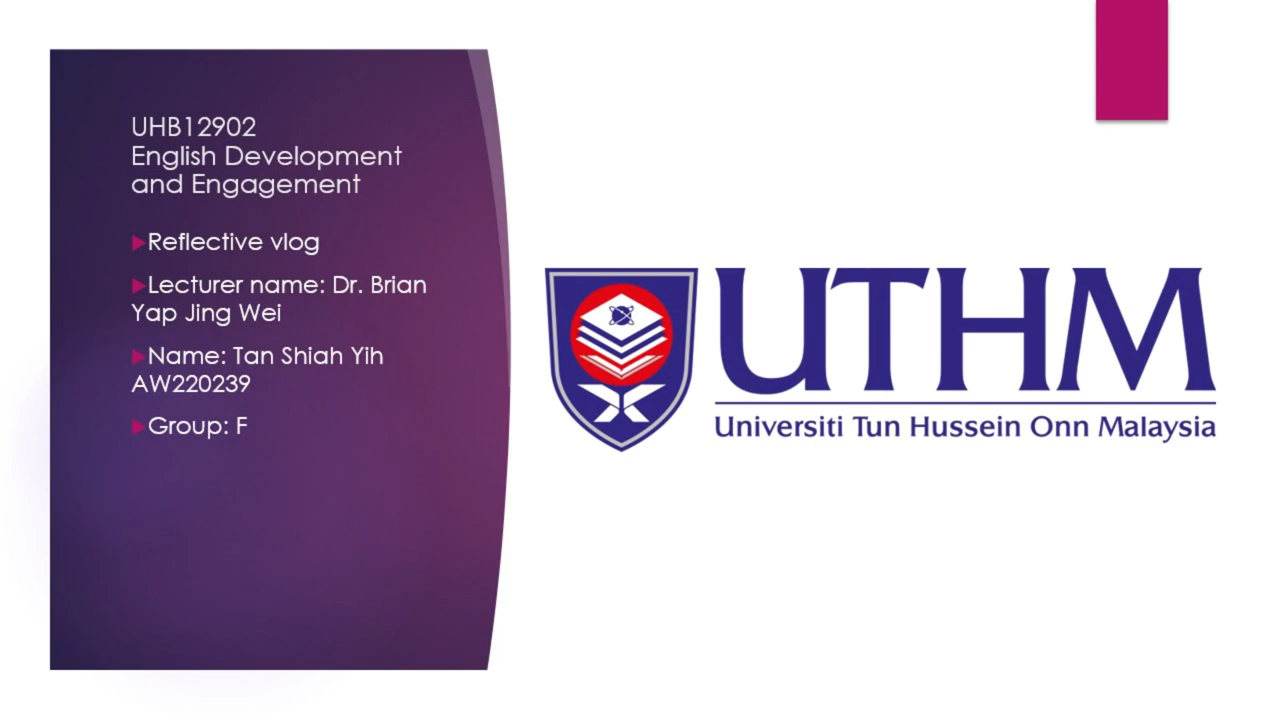 UHB12902
English Development
and Engagement
Reflective vlog
Lecturer name: Dr. Brian
Yap Jing Wei
Name: Tan Shiah Yih
AW220239
Group: F
UTHM
Universiti Tun Hussein Onn Malaysia